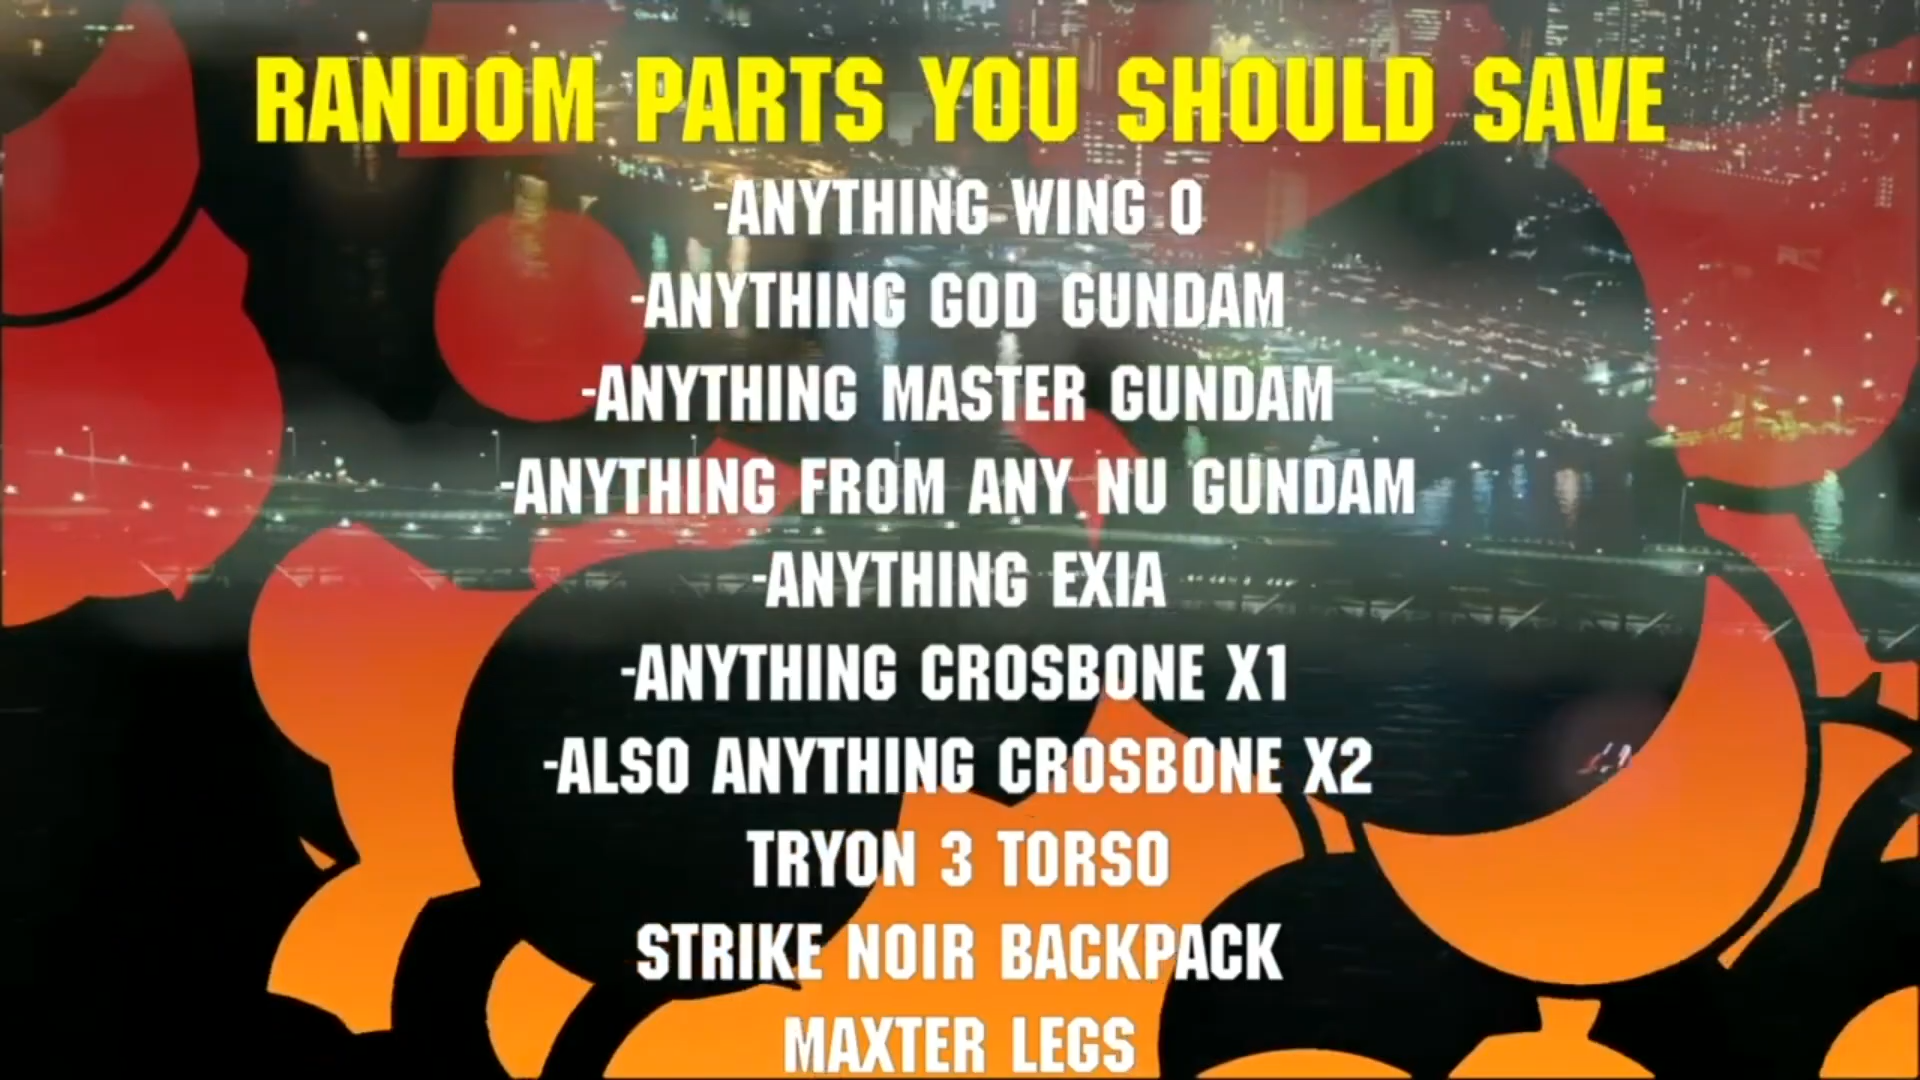 RANDOM PARTS YOU SHOULD SAVE
-ANYTHING WING 0
-ANYTHING GOD GUNDAM
-ANYTHING MASTER GUNDAM
-ANYTHING FROM ANY NU GUNDAM
-ANYTHING EXIA
-ANYTHING CROSBONE X1
-ALSO ANYTHING CROSBONE X2
TRYON 3 TORSO
STRIKE NOIR BACKPACK
MAXTER LEGS